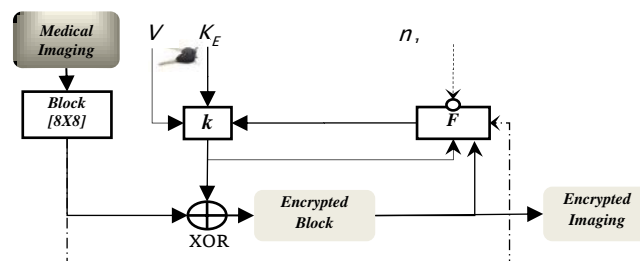 Medical
Imaging
V K_E n,
Block
[8X8]
k
F
Encrypted
Block
Encrypted
Imaging
XOR